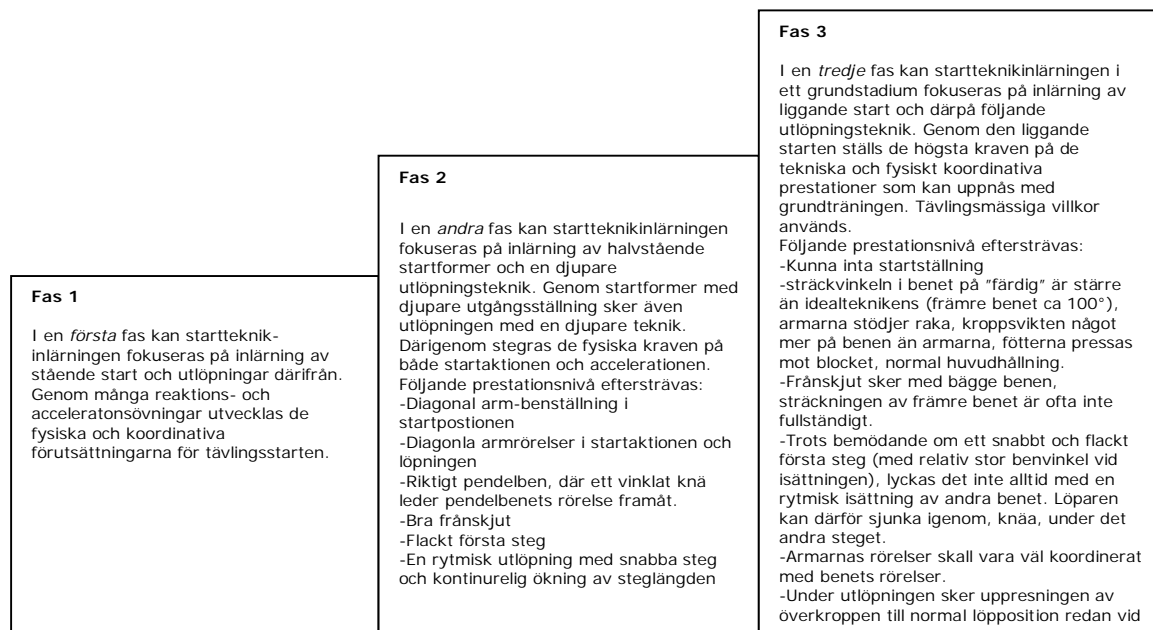 Fas 1
I en första fas kan startteknik-
inlärningen fokuseras på inlärning av
stående start och utlöpningar därifrån.
Genom många reaktions- och
acceleratonsövningar utvecklas de
fysiska och koordinativa
förutsättningarna för tävlingsstarten.
Fas 2
I en andra fas kan startteknikinlärningen
fokuseras på inlärning av halvstående
startformer och en djupare
utlöpningsteknik. Genom startformer med
djupare utgångsställning sker även
utlöpningen med en djupare teknik.
Därigenom stegras de fysiska kraven på
både startaktionen och accelerationen.
Följande prestationsnivå eftersträvas:
-Diagonal arm-benställning i
startpostionen
-Diagonla armrörelser i startaktionen och
löpningen
-Riktigt pendelben, där ett vinklat knä
leder pendelbenets rörelse framåt.
-Bra frånskjut
-Flackt första steg
-En rytmisk utlöpning med snabba steg
och kontinurelig ökning av steglängden
Fas 3
I en tredje fas kan startteknikinlärningen i
ett grundstadium fokuseras på inlärning av
liggande start och därpå följande
utlöpningsteknik. Genom den liggande
starten ställs de högsta kraven på de
tekniska och fysiskt koordinativa
prestationer som kan uppnås med
grundträningen. Tävlingsmässiga villkor
används.
Följande prestationsnivå eftersträvas:
-Kunna inta startställning
-sträckvinkeln i benet på ”färdig” är stärre
än idealteknikens (främre benet ca 100°),
armarna stödjer raka, kroppsvikten något
mer på benen än armarna, fötterna pressas
mot blocket, normal huvudhållning.
-Frånskjut sker med bägge benen,
sträckningen av främre benet är ofta inte
fullständigt.
-Trots bemödande om ett snabbt och flackt
första steg (med relativ stor benvinkel vid
isättningen), lyckas det inte alltid med en
rytmisk isättning av andra benet. Löparen
kan därför sjunka igenom, knäa, under det
andra steget.
-Armarnas rörelser skall vara väl koordinerat
med benets rörelser.
-Under utlöpningen sker uppresningen av
överkroppen till normal löpposition redan vid